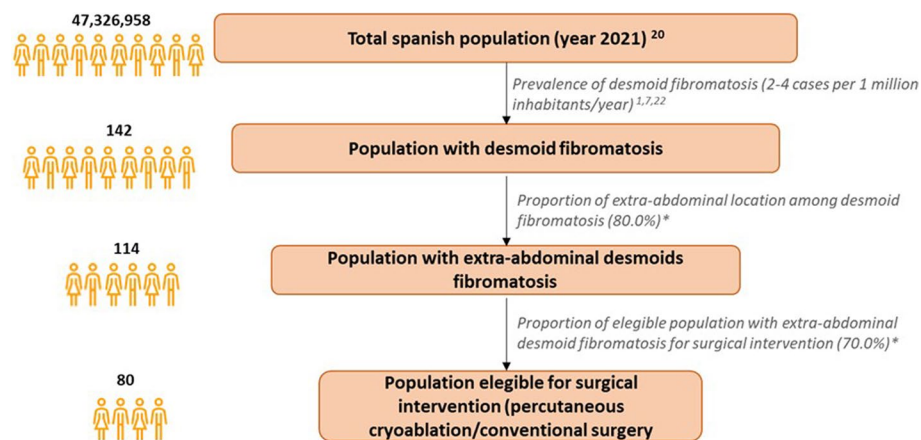 47,326,958
Total spanish population (year 2021) 20
Prevalence of desmoid fibromatosis (2-4 cases per 1 million
inhabitants/year) 1,7,22
142
Population with desmoid fibromatosis
Proportion of extra-abdominal location among desmoid
fibromatosis (80.0%)*
114
Population with extra-abdominal desmoids
fibromatosis
Proportion of elegible population with extra-abdominal
desmoid fibromatosis for surgical intervention (70.0%)*
80
Population elegible for surgical
intervention (percutaneous
cryoablation/conventional surgery